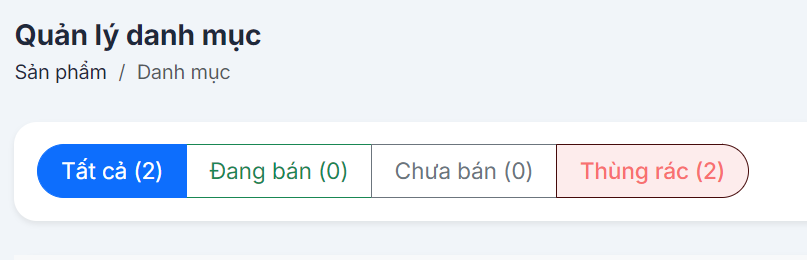 Quản lý danh mục
Sản phẩm / Danh mục
Tất cả (2) Đang bán (0) Chưa bán (0) Thùng rác (2)